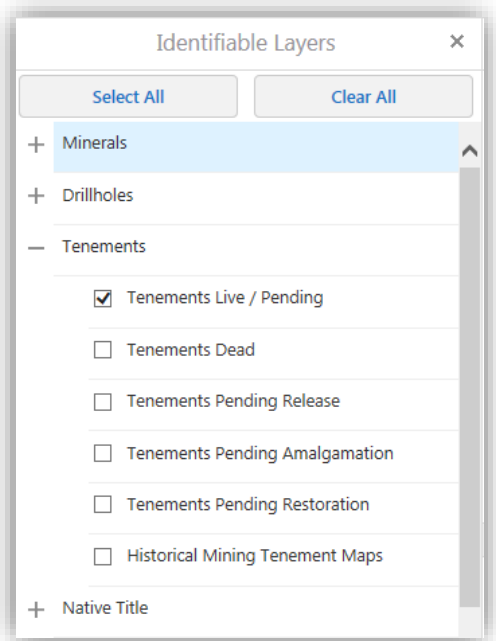 Identifiable Layers
Select All Clear All
Minerals
Drillholes
Tenements
Tenements Live / Pending
Tenements Dead
Tenements Pending Release
Tenements Pending Amalgamation
Tenements Pending Restoration
Historical Mining Tenement Maps
Native Title